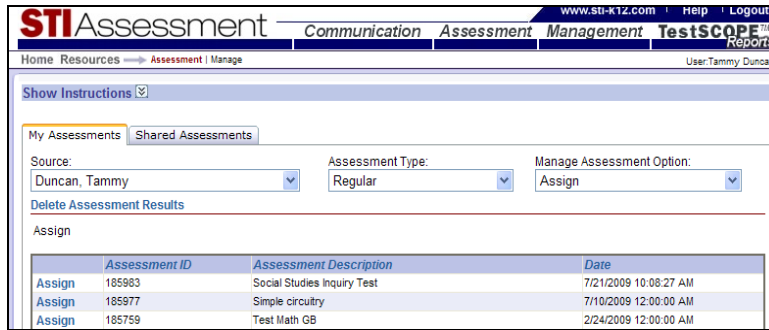 www.sti-k12.com | Help | Logout
STIAssessment
Communication Assessment Management TestSCOPE™
Reports
Home Resources Assessment | Manage User:Tammy Dunca
Show Instructions
My Assessments Shared Assessments
Source: Assessment Type: Manage Assessment Option:
Duncan, Tammy Regular Assign
Delete Assessment Results
Assign
Assessment ID Assessment Description Date
Assign 185983 Social Studies Inquiry Test 7/21/2009 10:08:27 AM
Assign 185977 Simple circuitry 7/10/2009 12:00:00 AM
Assign 185759 Test Math GB 2/24/2009 12:00:00 AM